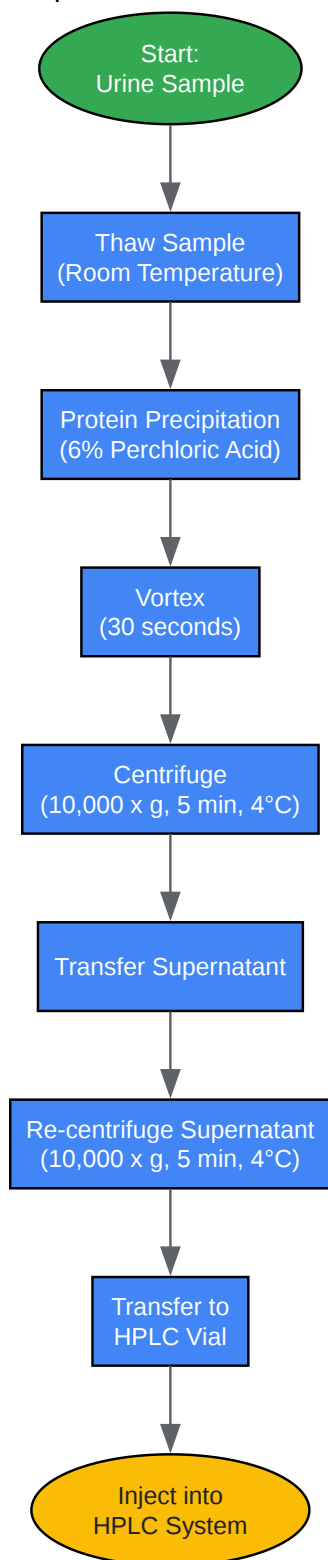 Start:
Urine Sample
Thaw Sample
(Room Temperature)
Protein Precipitation
(6% Perchloric Acid)
Vortex
(30 seconds)
Centrifuge
(10,000 x g, 5 min, 4°C)
Transfer Supernatant
Re-centrifuge Supernatant
(10,000 x g, 5 min, 4°C)
Transfer to
HPLC Vial
Inject into
HPLC System